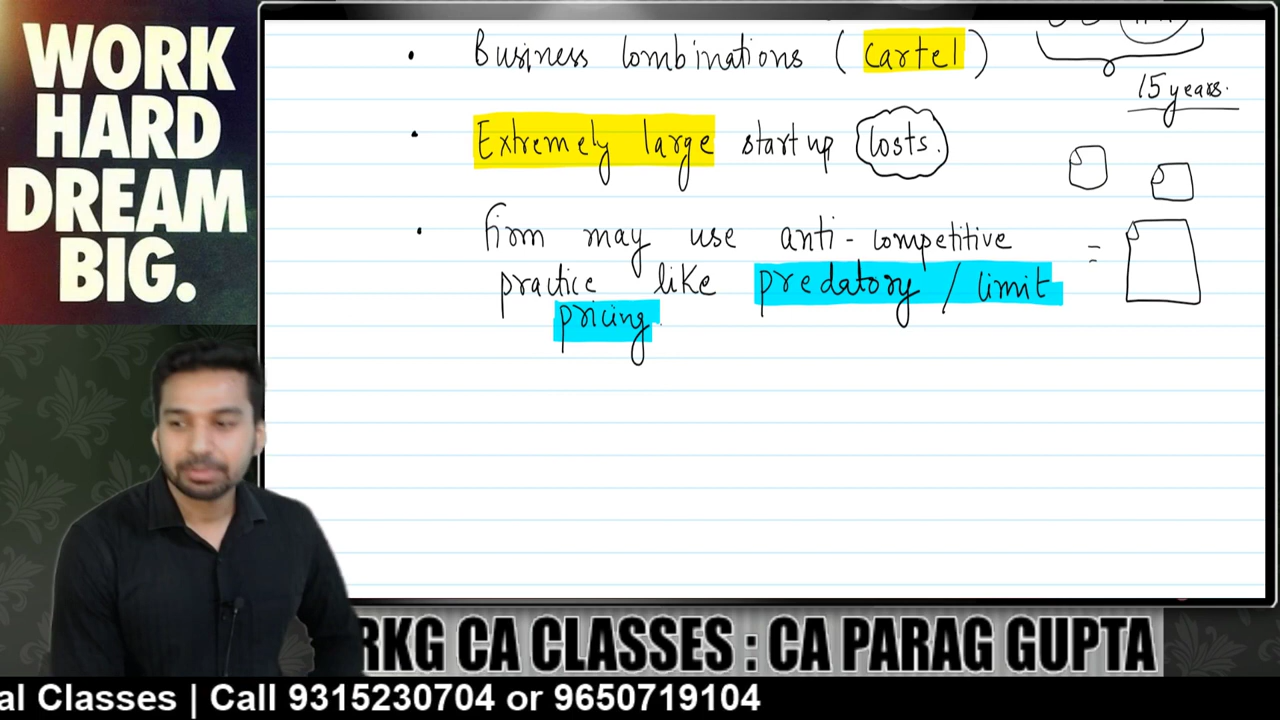 WORK
HARD
DREAM
BIG.
• Business Combinations (cartel)
15 years.
• Extremely large startup Costs.
• firm may use anti-competitive
practice like predatory / limit
pricing.
=
RKG CA CLASSES : CA PARAG GUPTA
al Classes | Call 9315230704 or 9650719104